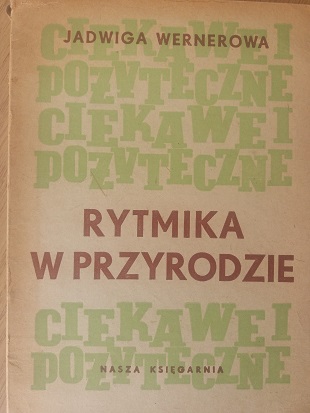 JADWIGA WERNEROWA
CIEKAWE I
POŻYTECZNE
CIEKAWE I
POŻYTECZNE
RYTMIKA
W PRZYRODZIE
CIEKAWE I
POŻYTECZNE
NASZA KSIĘGARNIA